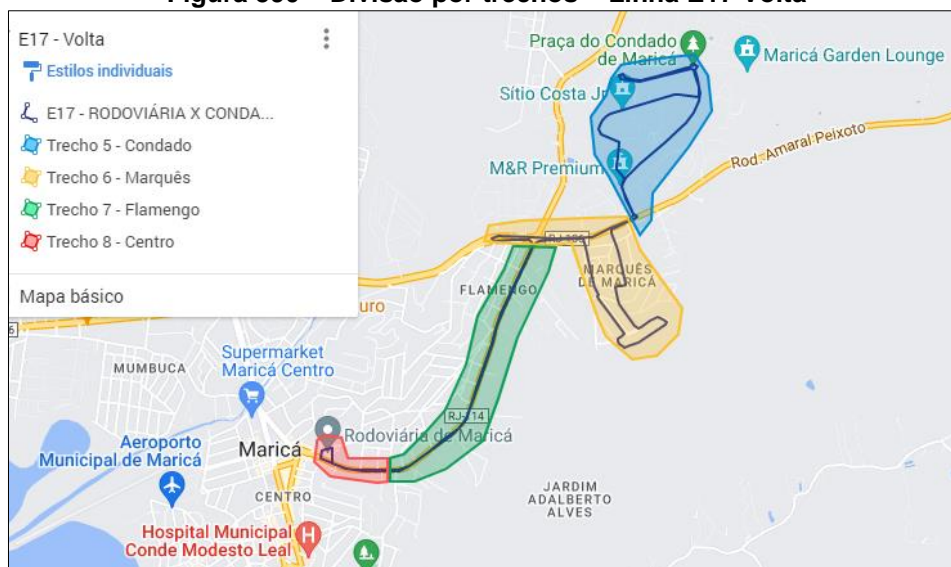 E17 - Volta
Estilos individuais
E17 - RODOVIÁRIA X CONDA...
Trecho 5 - Condado
Trecho 6 - Marquês
Trecho 7 - Flamengo
Trecho 8 - Centro
Mapa básico
Praça do Condado
de Maricá
Maricá Garden Lounge
Sítio Costa Jr
M&R Premium
Rod. Amaral Peixoto
MARQUÊS
DE MARICÁ
FLAMENGO
uro
Supermarket
Maricá Centro
MUMBUCA
RJ-114
Rodoviária de Maricá
Maricá
Aeroporto
Municipal de Maricá
CENTRO
JARDIM
ADALBERTO
ALVES
Hospital Municipal
Conde Modesto Leal